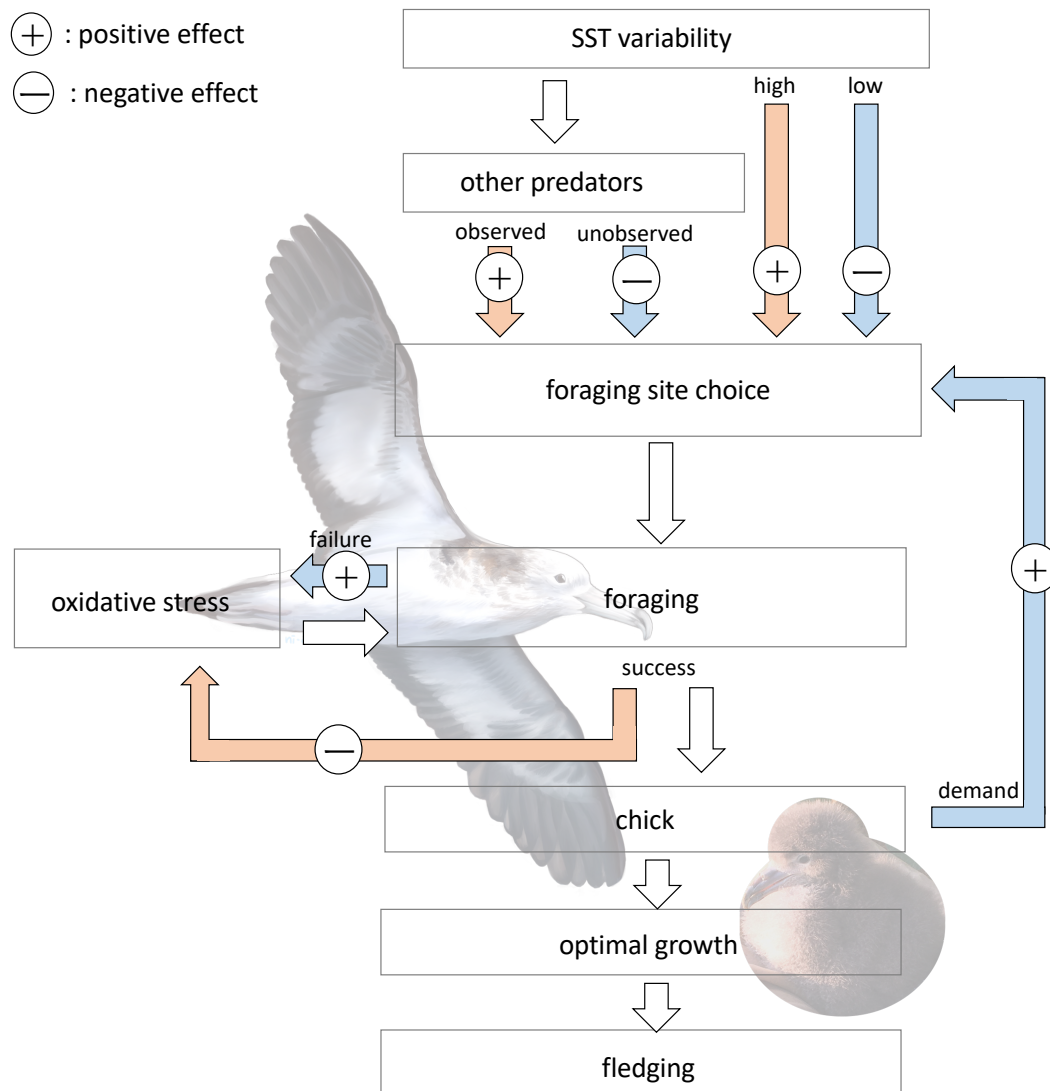 + : positive effect
— : negative effect
SST variability
high
low
other predators
observed
unobserved
+
—
+
—
foraging site choice
failure
+
oxidative stress
foraging
+
success
—
demand
chick
optimal growth
fledging